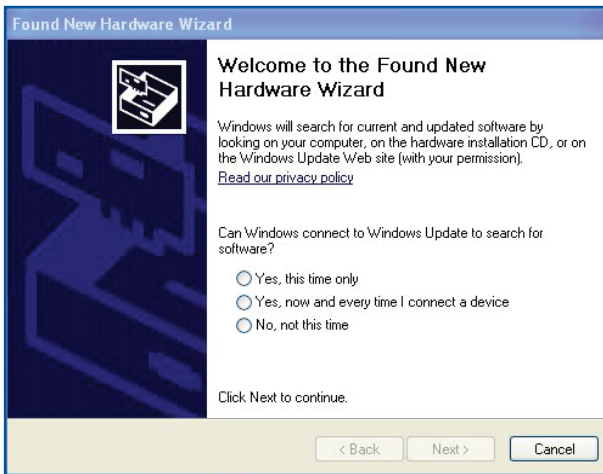 Found New Hardware Wizard
Welcome to the Found New
Hardware Wizard
Windows will search for current and updated software by
looking on your computer, on the hardware installation CD, or on
the Windows Update Web site (with your permission).
Read our privacy policy
Can Windows connect to Windows Update to search for
software?
Yes, this time only
Yes, now and every time I connect a device
No, not this time
Click Next to continue.
< Back Next > Cancel